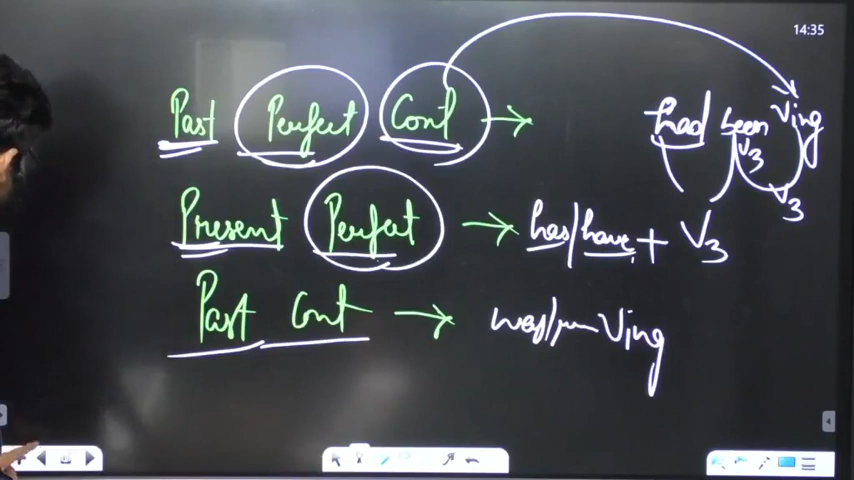 14:35
Past Perfect Cont → had been Ving
V3
V3
Present Perfect → has/have + V3
Past Cont → was/ Ving